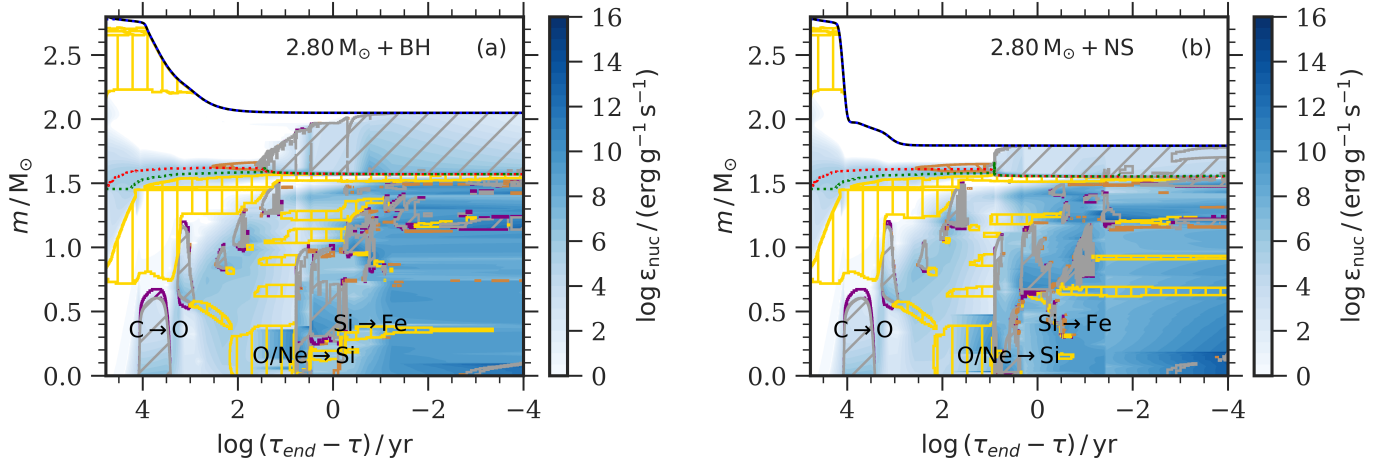 2.80 M⊙ + BH (a)
16
14
12
10
8
6
4
2
0
log εnuc / (erg g⁻¹ s⁻¹)
2.5
2.0
1.5
1.0
0.5
0.0
m / M⊙
C → O
Si → Fe
O/Ne → Si
4 2 0 −2 −4
log (τend − τ) / yr
2.80 M⊙ + NS (b)
16
14
12
10
8
6
4
2
0
log εnuc / (erg g⁻¹ s⁻¹)
2.5
2.0
1.5
1.0
0.5
0.0
m / M⊙
C → O
Si → Fe
O/Ne → Si
4 2 0 −2 −4
log (τend − τ) / yr